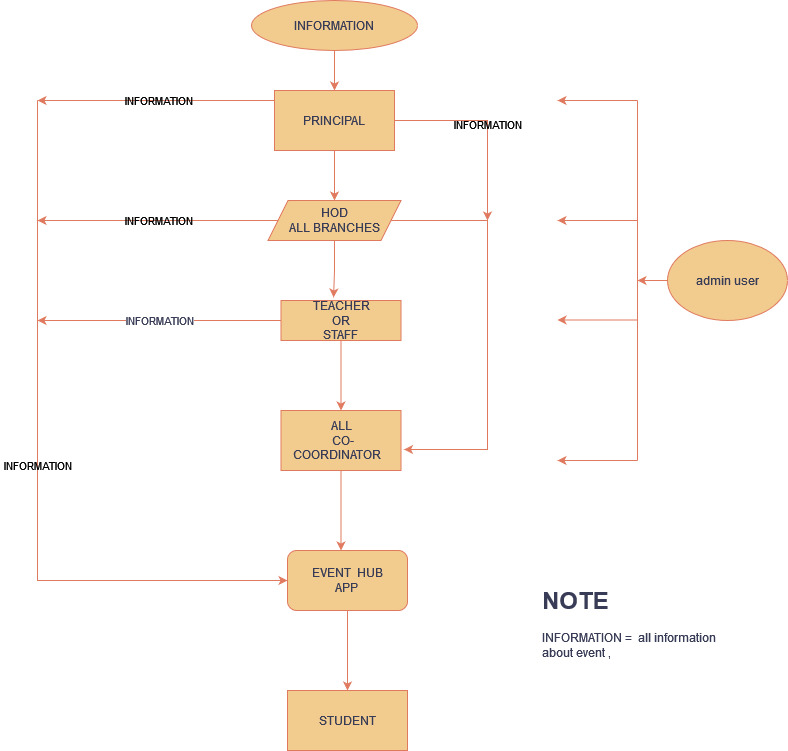 INFORMATION
INFORMATION
PRINCIPAL
INFORMATION
HOD
ALL BRANCHES
INFORMATION
TEACHER
OR
STAFF
INFORMATION
admin user
ALL
CO-
COORDINATOR
INFORMATION
EVENT HUB
APP
NOTE
INFORMATION = all information
about event ,
STUDENT